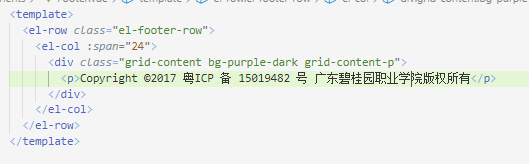 <template>
<el-row class="el-footer-row">
<el-col :span="24">
<div class="grid-content bg-purple-dark grid-content-p">
<p>Copyright ©2017 粤ICP 备 15019482 号 广东碧桂园职业学院版权所有</p>
</div>
</el-col>
</el-row>
</template>